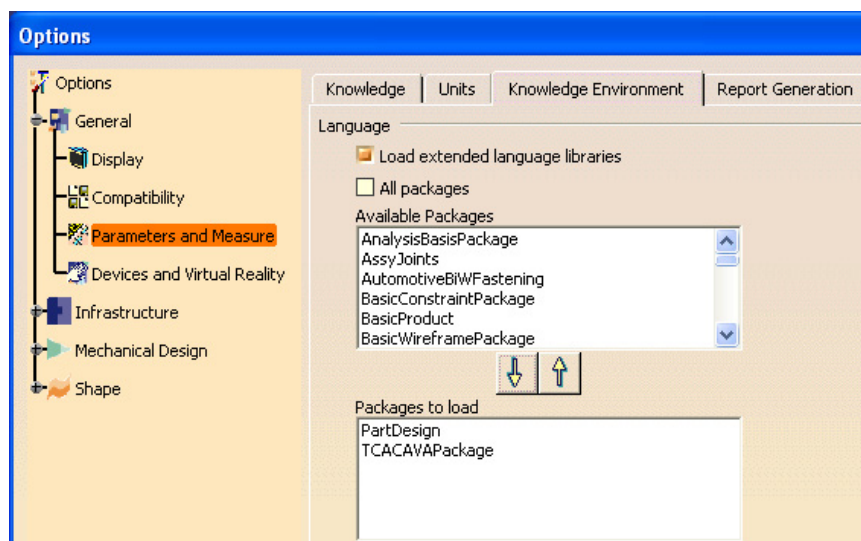 Options
Options
General
Display
Compatibility
Parameters and Measure
Devices and Virtual Reality
Infrastructure
Mechanical Design
Shape
Knowledge Units Knowledge Environment Report Generation
Language
Load extended language libraries
All packages
Available Packages
AnalysisBasisPackage
AssyJoints
AutomotiveBiWFastening
BasicConstraintPackage
BasicProduct
BasicWireframePackage
Packages to load
PartDesign
TCACAVAPackage